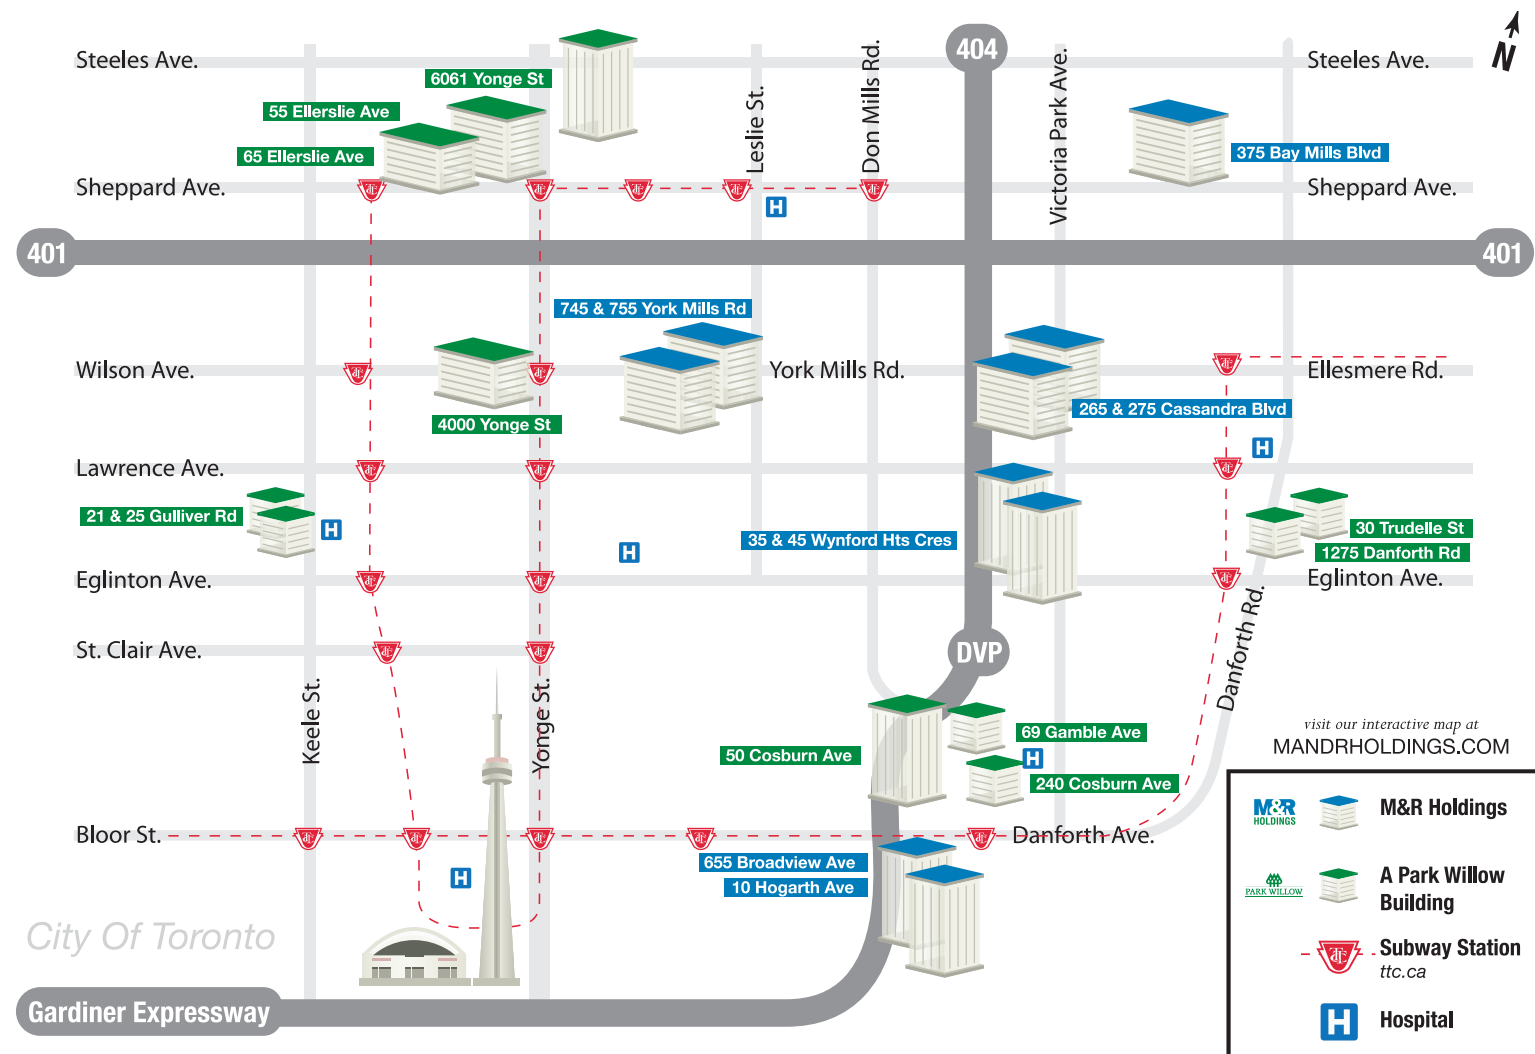 404
N
Steeles Ave.
Steeles Ave.
6061 Yonge St
55 Ellerslie Ave
65 Ellerslie Ave
Leslie St.
Don Mills Rd.
Victoria Park Ave.
375 Bay Mills Blvd
Sheppard Ave.
Sheppard Ave.
H
401
401
745 & 755 York Mills Rd
Wilson Ave.
York Mills Rd.
Ellesmere Rd.
4000 Yonge St
265 & 275 Cassandra Blvd
H
Lawrence Ave.
21 & 25 Gulliver Rd
H
H
35 & 45 Wynford Hts Cres
30 Trudelle St
1275 Danforth Rd
Eglinton Ave.
Eglinton Ave.
St. Clair Ave.
DVP
Danforth Rd.
Keele St.
Yonge St.
69 Gamble Ave
50 Cosburn Ave
H
240 Cosburn Ave
visit our interactive map at
MANDRHOLDINGS.COM
Bloor St.
Danforth Ave.
655 Broadview Ave
10 Hogarth Ave
H
City Of Toronto
Gardiner Expressway
M&R
HOLDINGS
M&R Holdings
PARK WILLOW
A Park Willow
Building
TTC
Subway Station
ttc.ca
H
Hospital